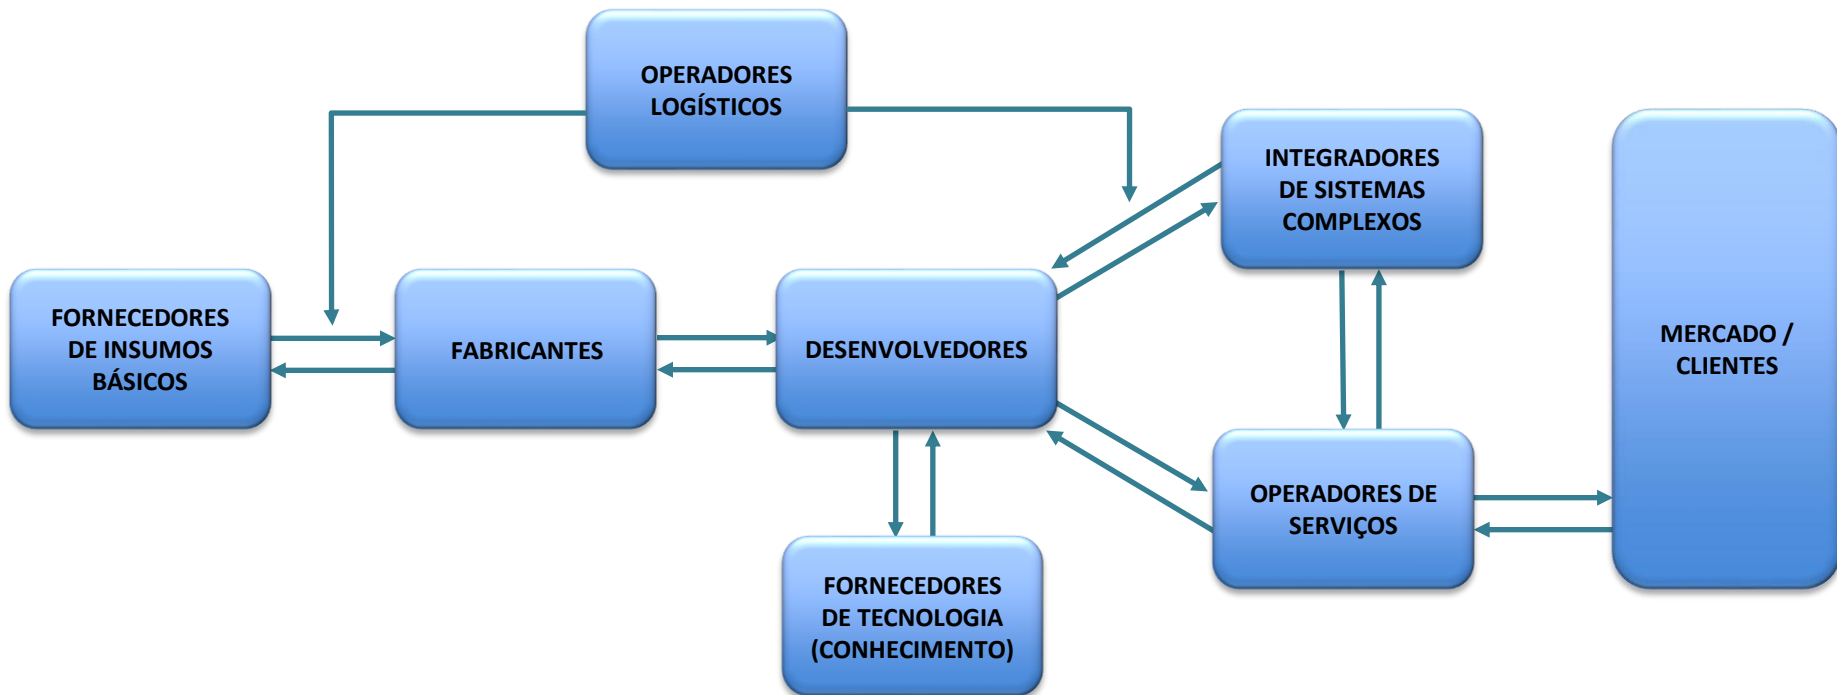 OPERADORES
LOGÍSTICOS
INTEGRADORES
DE SISTEMAS
COMPLEXOS
FORNECEDORES
DE INSUMOS
BÁSICOS
FABRICANTES
DESENVOLVEDORES
MERCADO /
CLIENTES
OPERADORES DE
SERVIÇOS
FORNECEDORES
DE TECNOLOGIA
(CONHECIMENTO)